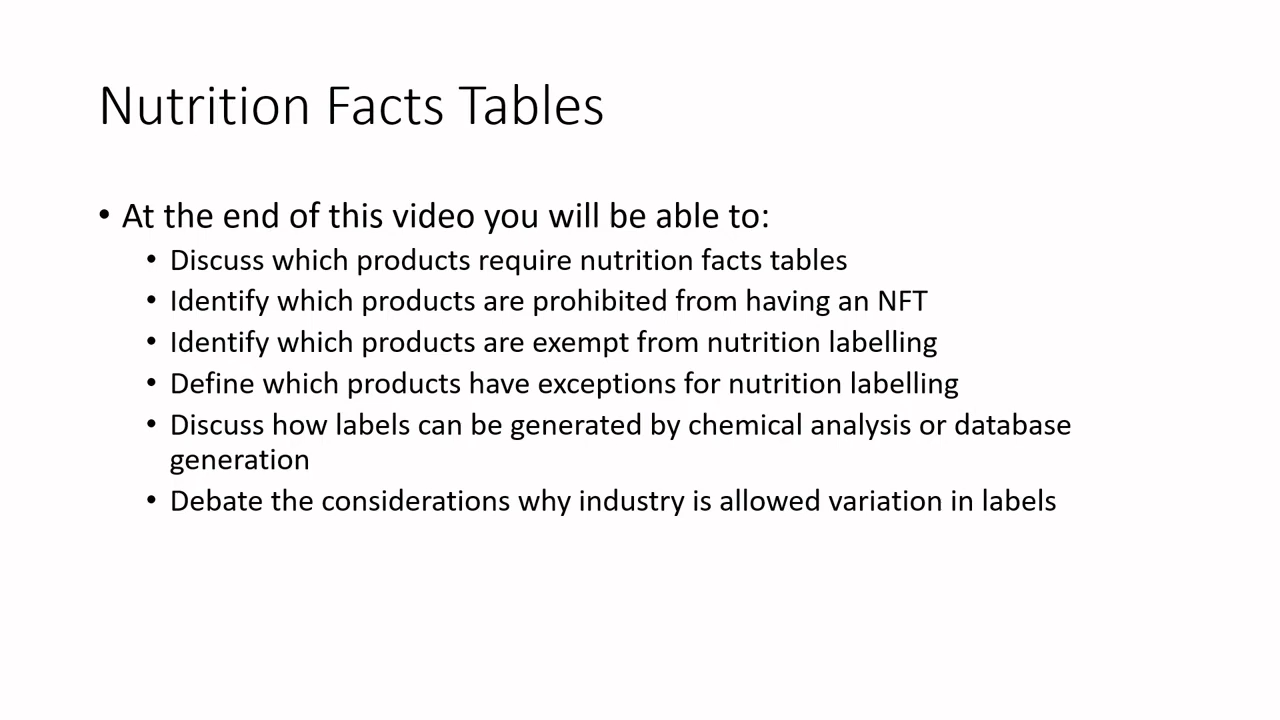 Nutrition Facts Tables
• At the end of this video you will be able to:
• Discuss which products require nutrition facts tables
• Identify which products are prohibited from having an NFT
• Identify which products are exempt from nutrition labelling
• Define which products have exceptions for nutrition labelling
• Discuss how labels can be generated by chemical analysis or database
generation
• Debate the considerations why industry is allowed variation in labels